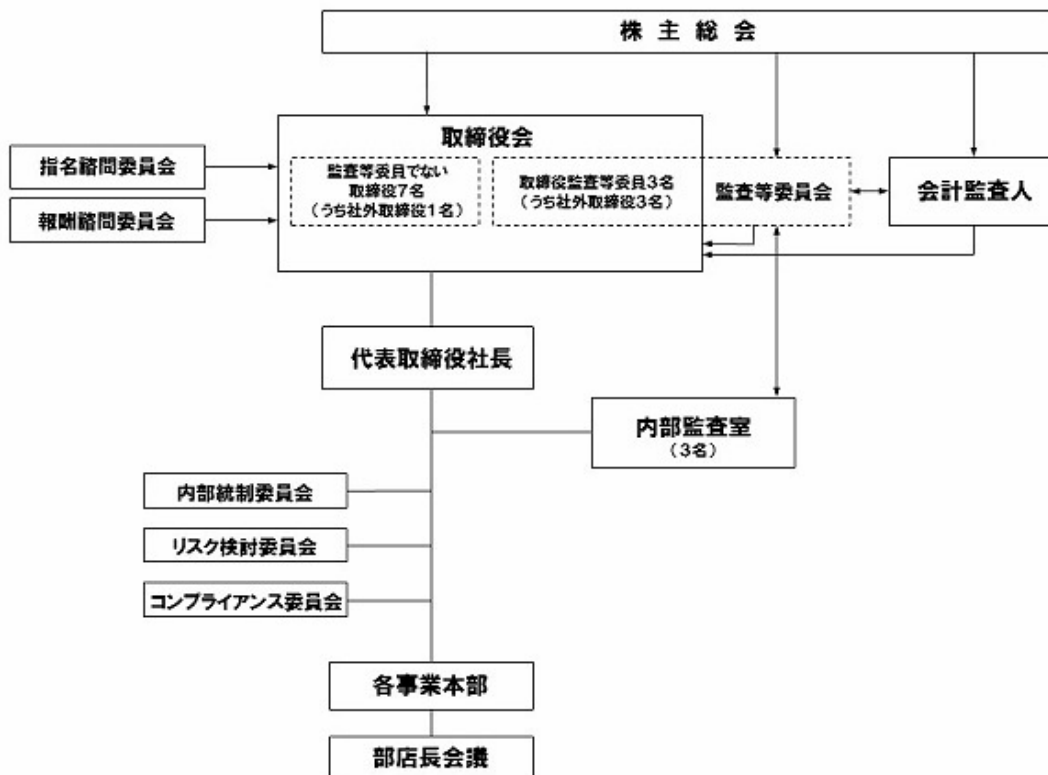 株主総会
取締役会
指名諮問委員会
報酬諮問委員会
監査等委員でない
取締役7名
（うち社外取締役1名）
取締役監査等委員3名
（うち社外取締役3名）
監査等委員会
会計監査人
代表取締役社長
内部監査室
（3名）
内部統制委員会
リスク検討委員会
コンプライアンス委員会
各事業本部
部店長会議